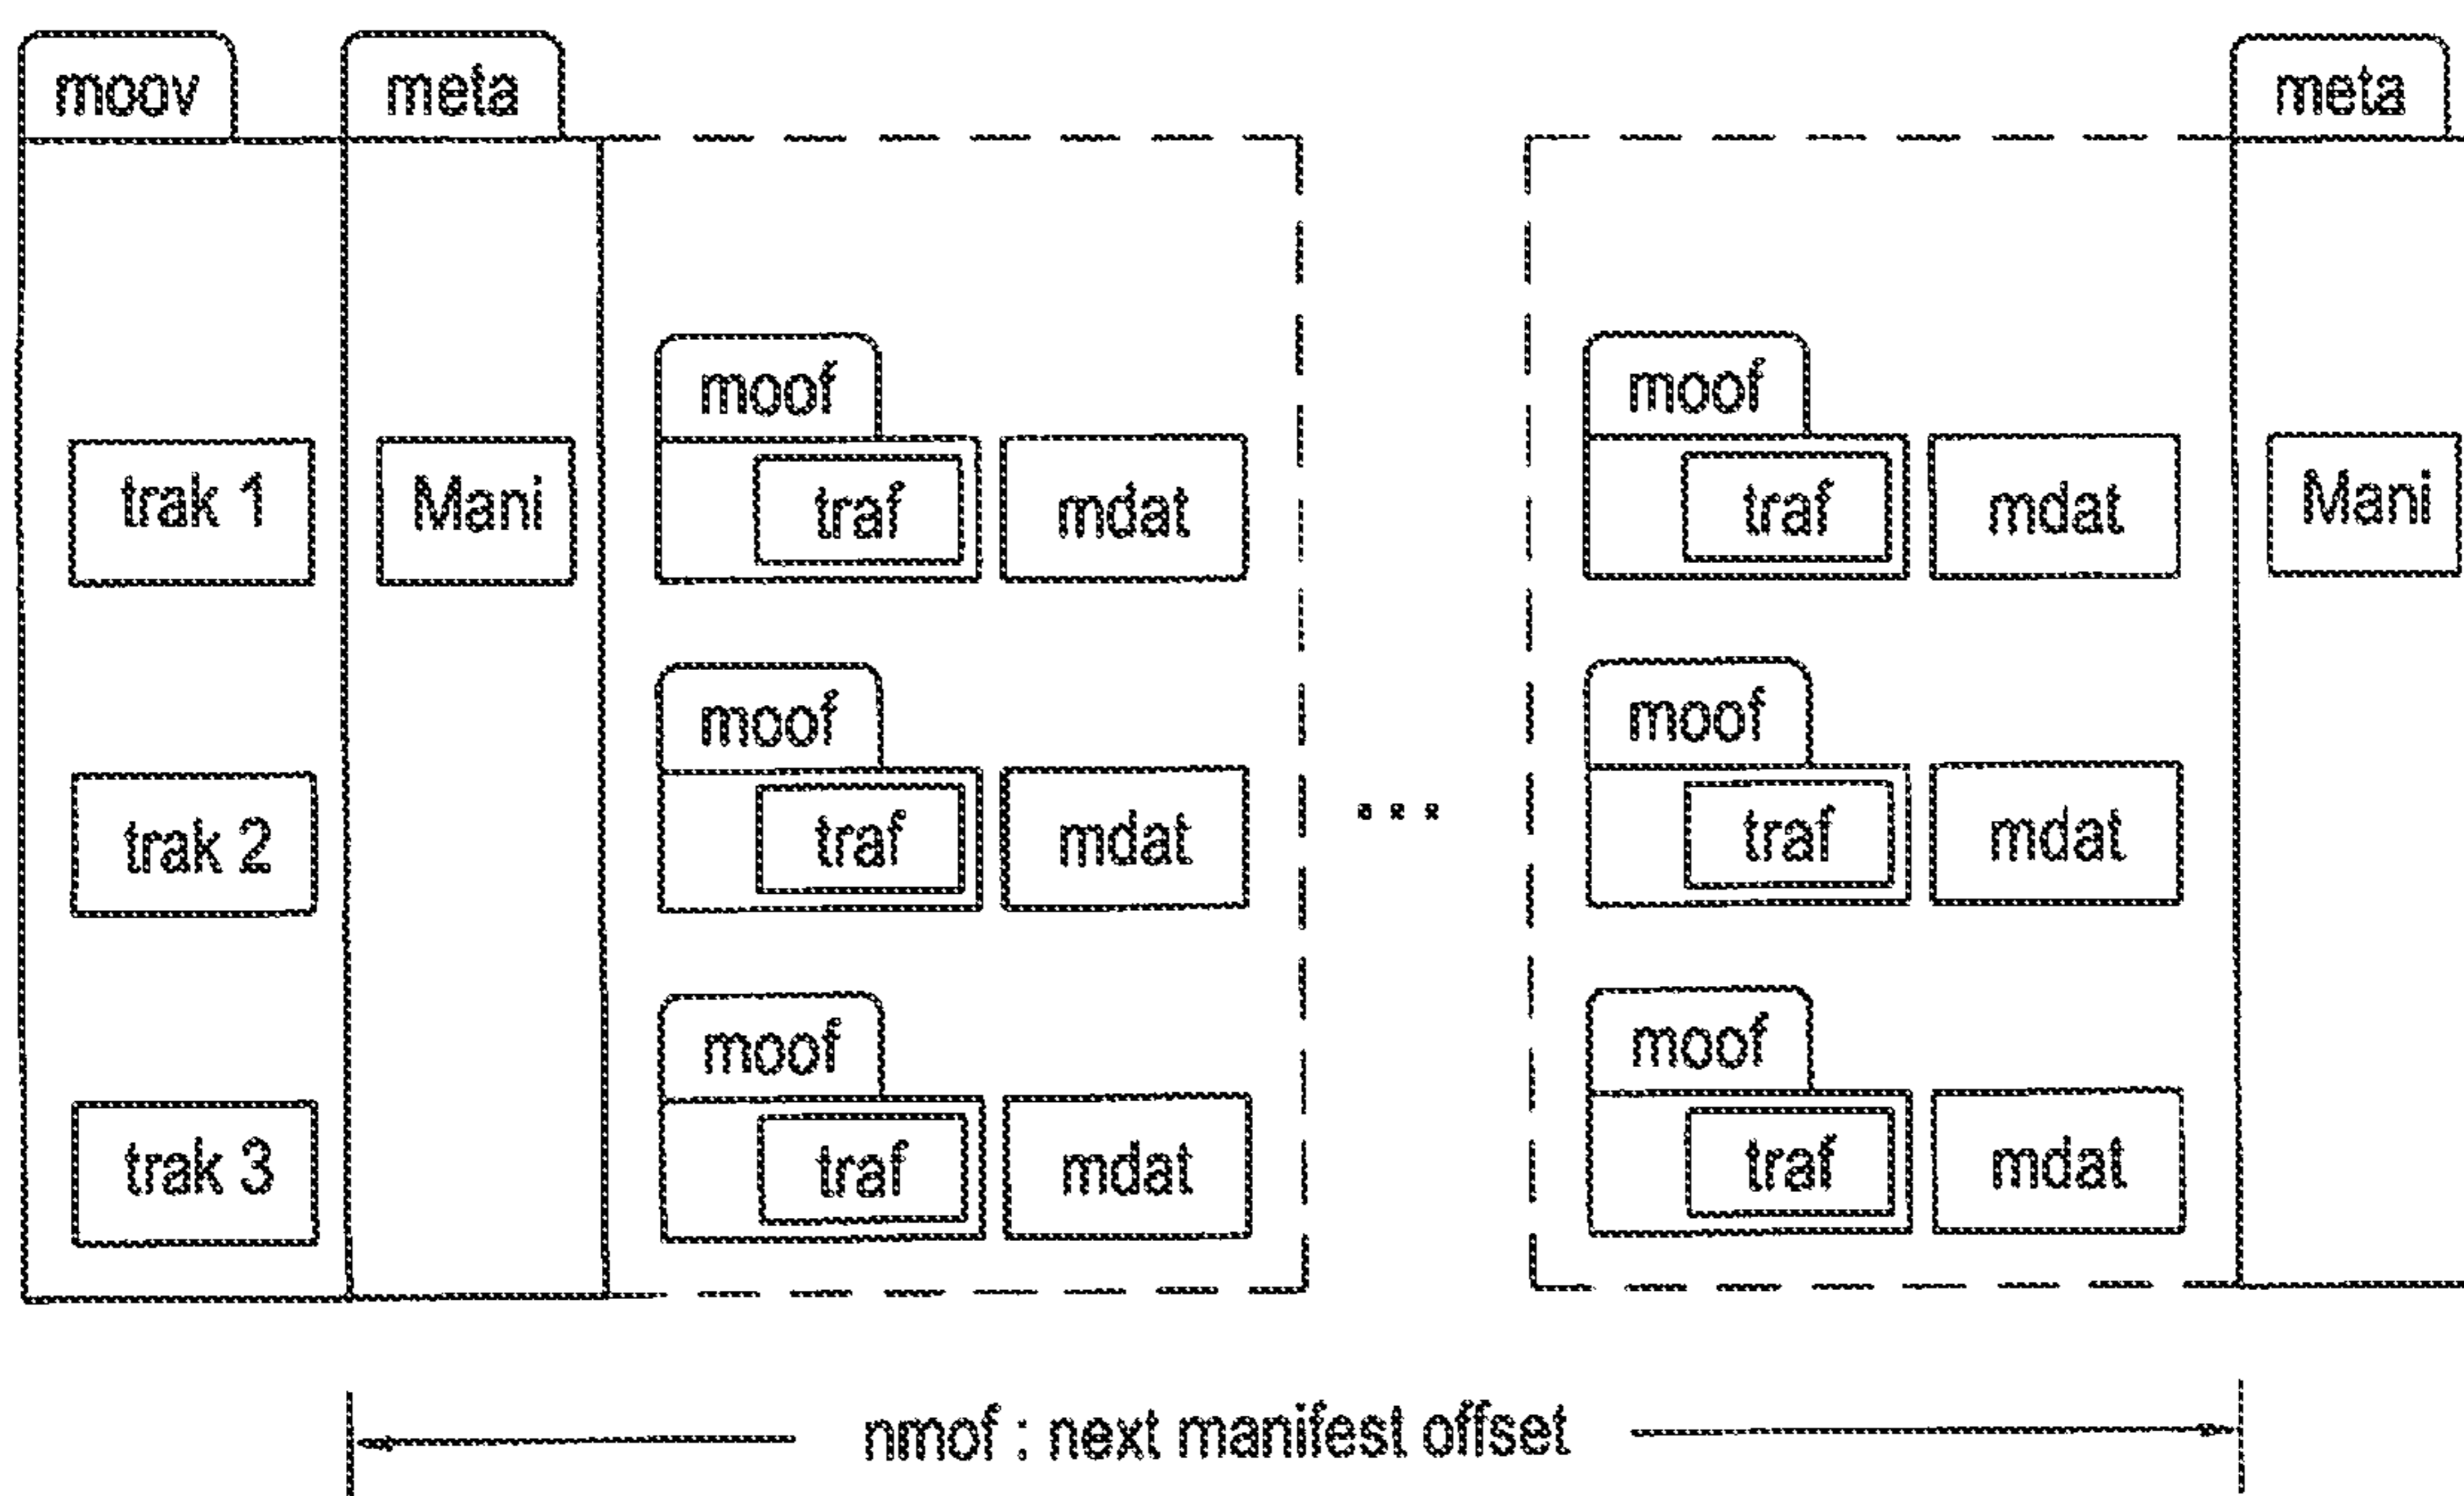 moov meta meta
moof moof
trak 1 Mani traf mdat traf mdat Mani
moof moof
trak 2 traf mdat ... traf mdat
moof moof
trak 3 traf mdat traf mdat
nmof : next manifest offset